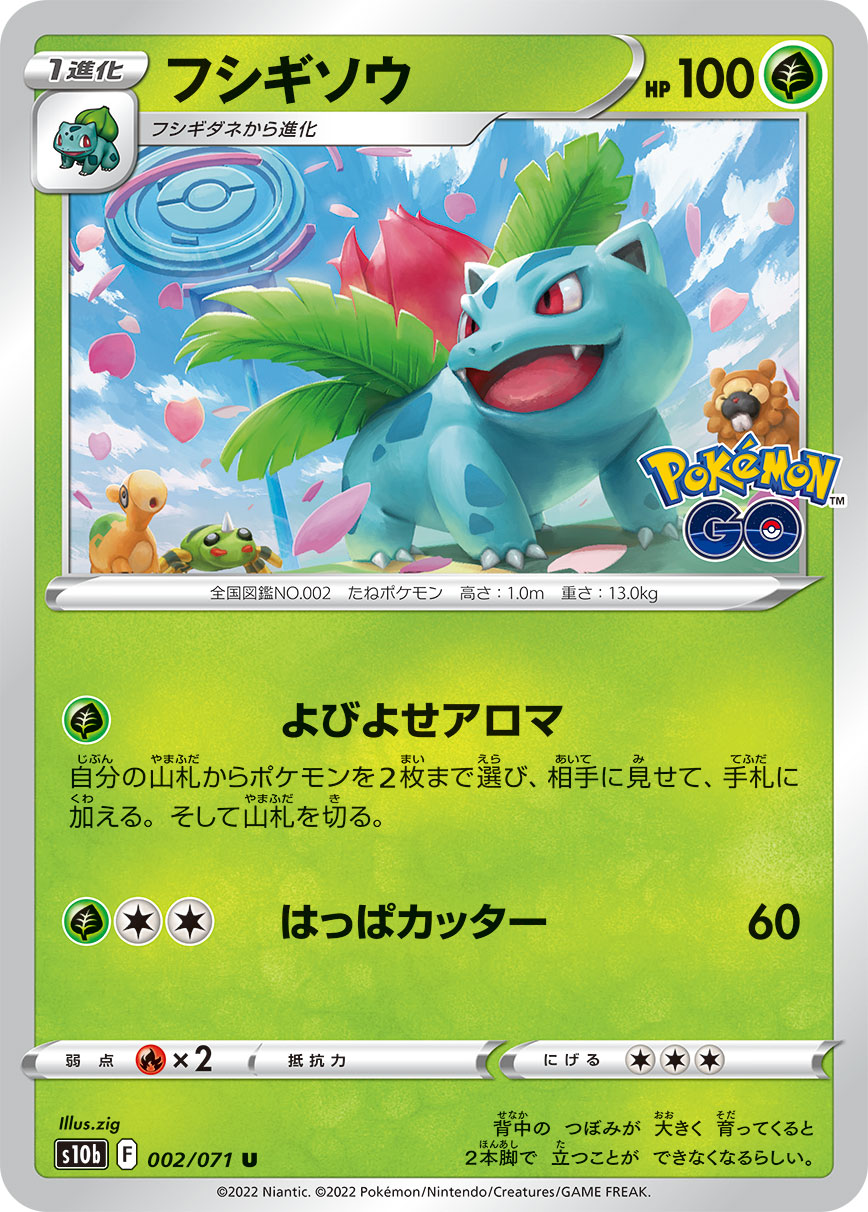 1進化
フシギソウ
HP 100
フシギダネから進化
Pokémon GO™
全国図鑑NO.002 たねポケモン 高さ：1.0m 重さ：13.0kg
よびよせアロマ
自分の山札からポケモンを2枚まで選び、相手に見せて、手札に
加える。そして山札を切る。
はっぱカッター 60
弱点 ×2 抵抗力 にげる
Illus.zig
背中の つぼみが 大きく 育ってくると
2本脚で 立つことが できなくなるらしい。
s10b F 002/071 U
©2022 Niantic. ©2022 Pokémon/Nintendo/Creatures/GAME FREAK.